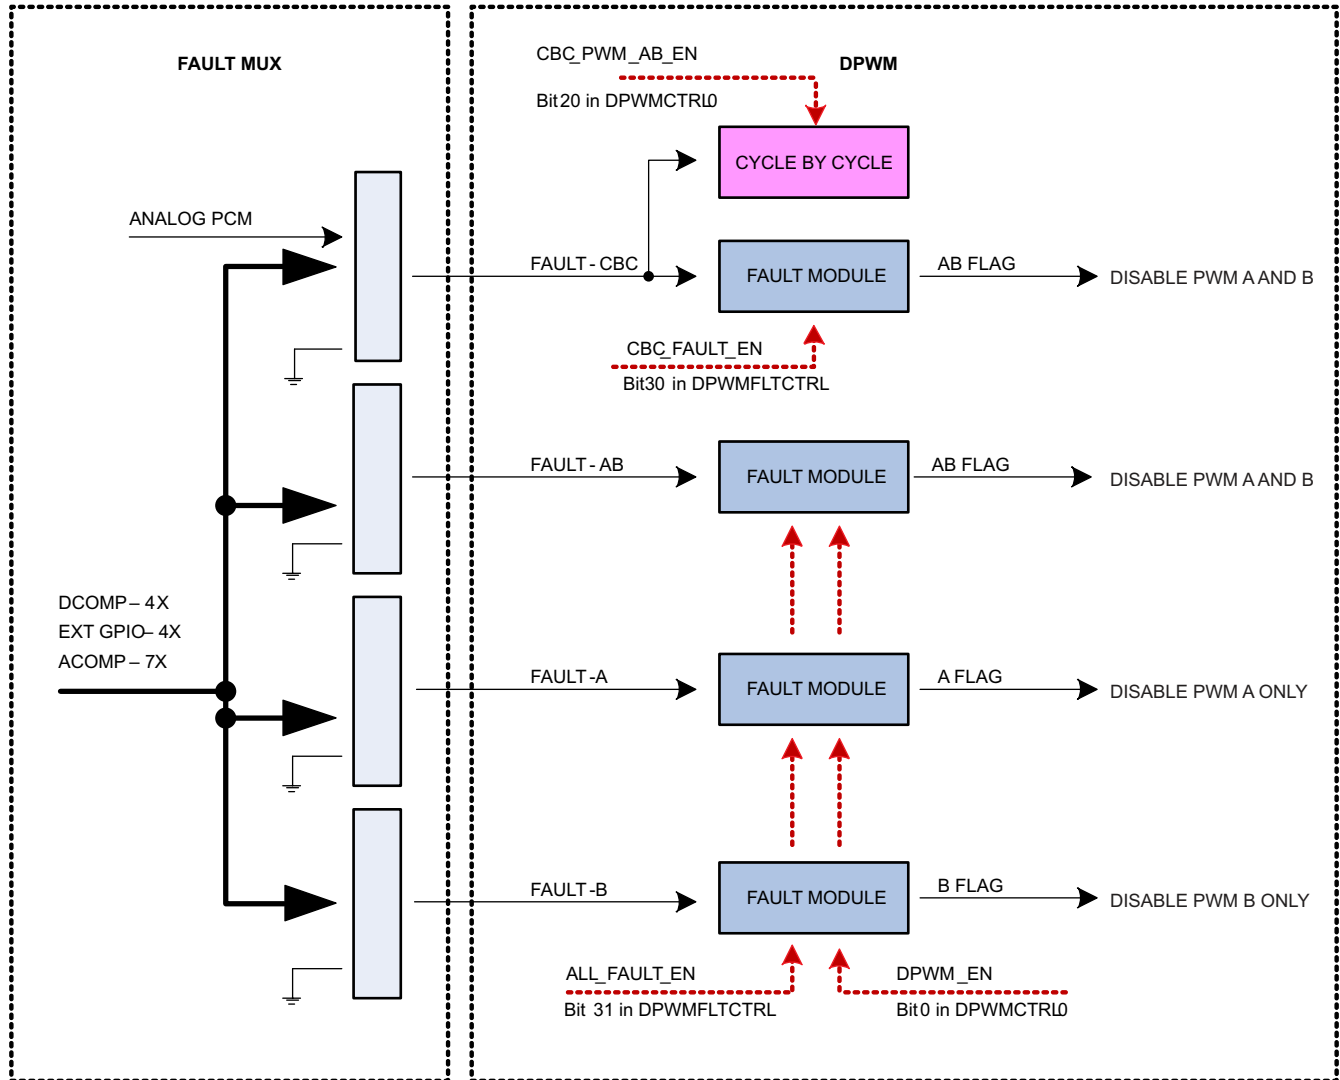 FAULT MUX
DPWM
CBC_PWM_AB_EN
Bit20 in DPWMCTRL0
CYCLE BY CYCLE
ANALOG PCM
FAULT - CBC
FAULT MODULE
AB FLAG
DISABLE PWM A AND B
CBC_FAULT_EN
Bit30 in DPWMFLTCTRL
FAULT - AB
FAULT MODULE
AB FLAG
DISABLE PWM A AND B
DCOMP – 4X
EXT GPIO – 4X
ACOMP – 7X
FAULT -A
FAULT MODULE
A FLAG
DISABLE PWM A ONLY
FAULT -B
FAULT MODULE
B FLAG
DISABLE PWM B ONLY
ALL_FAULT_EN
Bit 31 in DPWMFLTCTRL
DPWM_EN
Bit0 in DPWMCTRL0